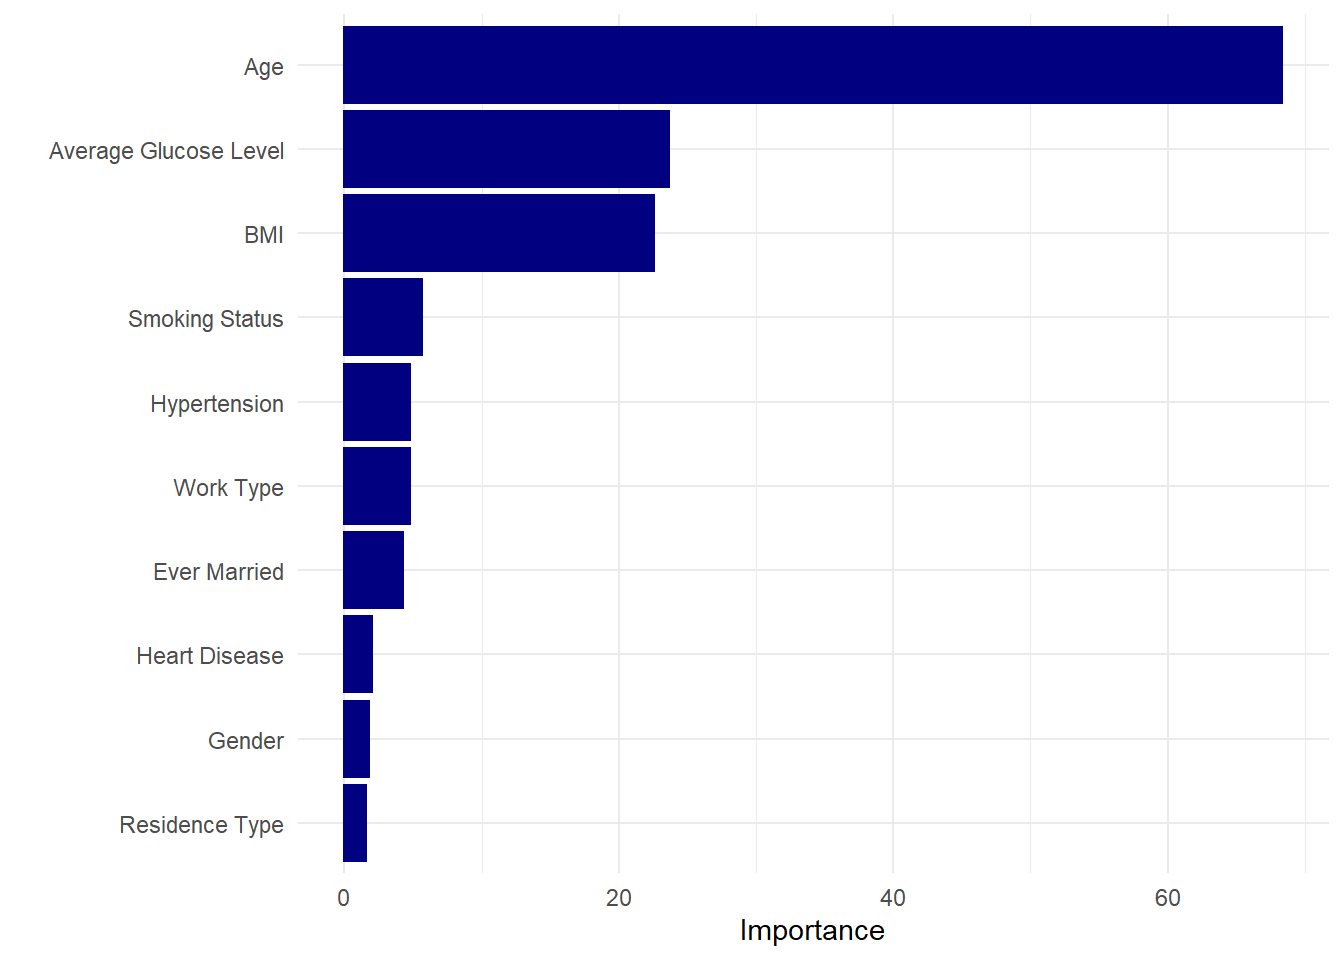 Age
Average Glucose Level
BMI
Smoking Status
Hypertension
Work Type
Ever Married
Heart Disease
Gender
Residence Type
0 20 40 60
Importance